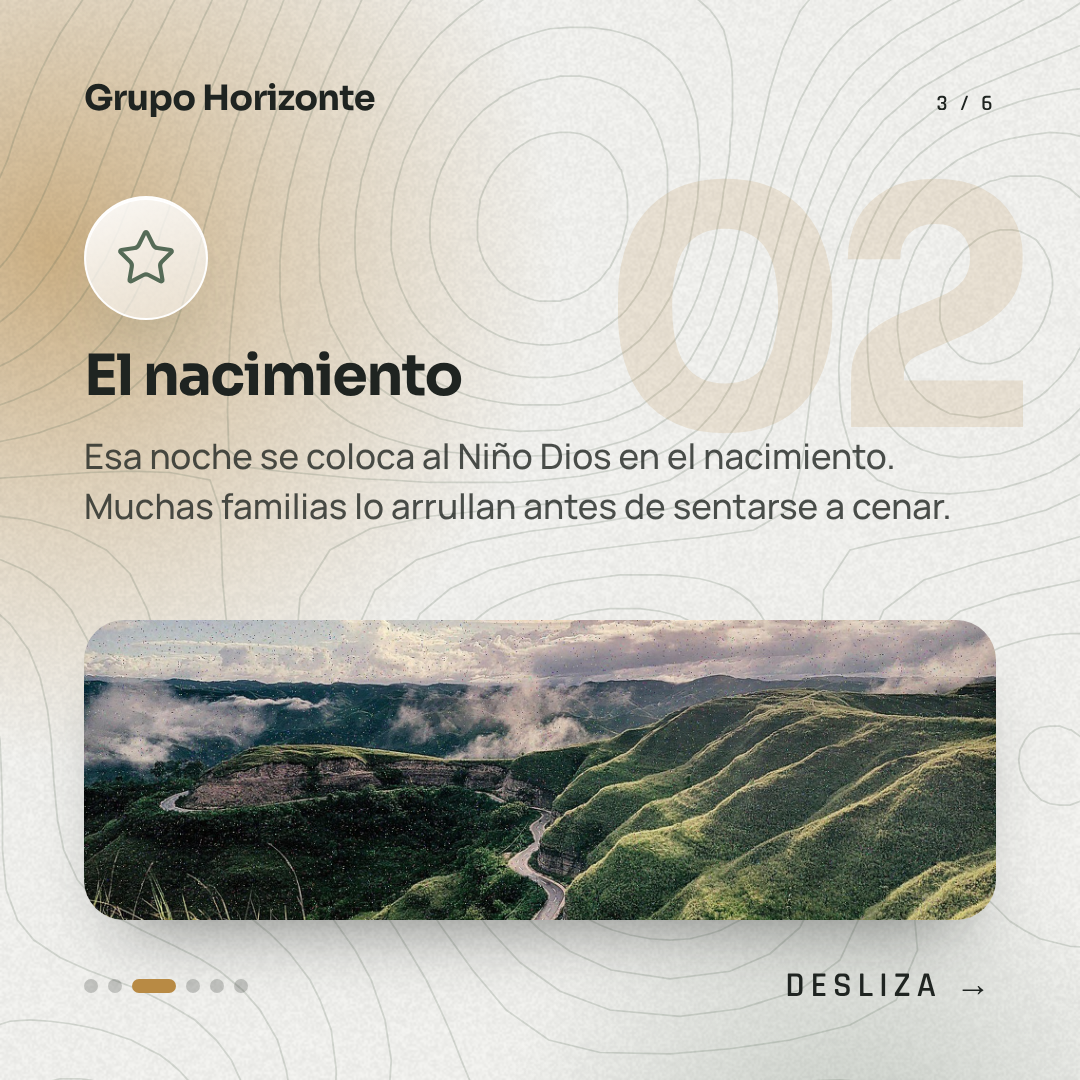 Grupo Horizonte
3 / 6
02
El nacimiento
Esa noche se coloca al Niño Dios en el nacimiento.
Muchas familias lo arrullan antes de sentarse a cenar.
DESLIZA →